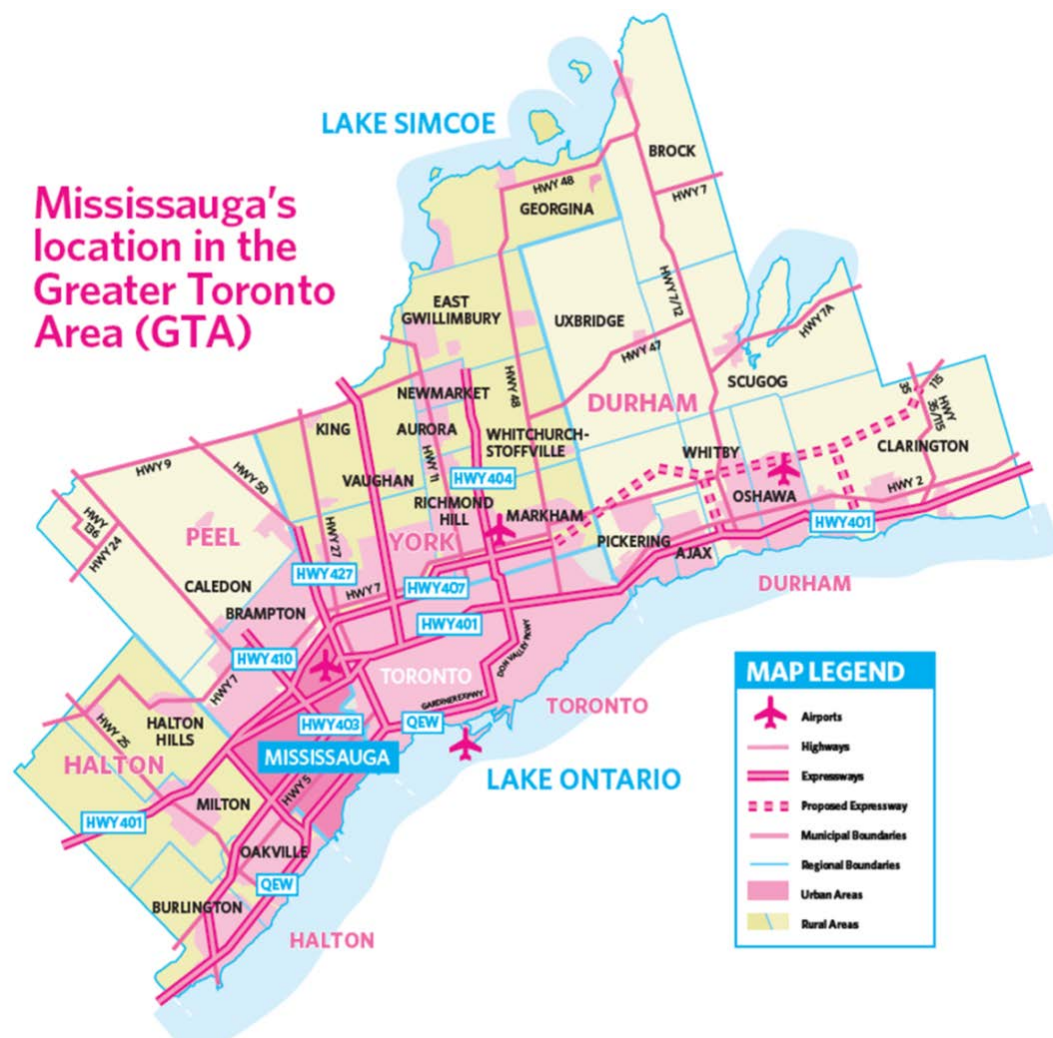 Mississauga's
location in the
Greater Toronto
Area (GTA)
LAKE SIMCOE
BROCK
HWY 48
HWY 7
GEORGINA
EAST
GWILLIMBURY
UXBRIDGE
HWY 7/12
HWY 7A
HWY 47
SCUGOG
NEWMARKET
HWY 48
DURHAM
35
115
HWY
35/115
KING
AURORA
WHITCHURCH-
STOFFVILLE
CLARINGTON
HWY 9
HWY 50
VAUGHAN
HWY 11
HWY 404
WHITBY
HWY 2
RICHMOND
HILL
MARKHAM
OSHAWA
HWY 401
HWY
136
HWY 24
PEEL
HWY 27
YORK
PICKERING
AJAX
HWY 427
CALEDON
HWY 7
HWY 407
DURHAM
BRAMPTON
HWY 401
HWY 410
DON VALLEY PKWY
TORONTO
HWY 7
GARDINER EXPWY
TORONTO
HALTON
HILLS
HWY 25
HWY 403
QEW
HALTON
MISSISSAUGA
LAKE ONTARIO
HWY 5
MILTON
HWY 401
OAKVILLE
QEW
BURLINGTON
HALTON
MAP LEGEND
Airports
Highways
Expressways
Proposed Expressway
Municipal Boundaries
Regional Boundaries
Urban Areas
Rural Areas